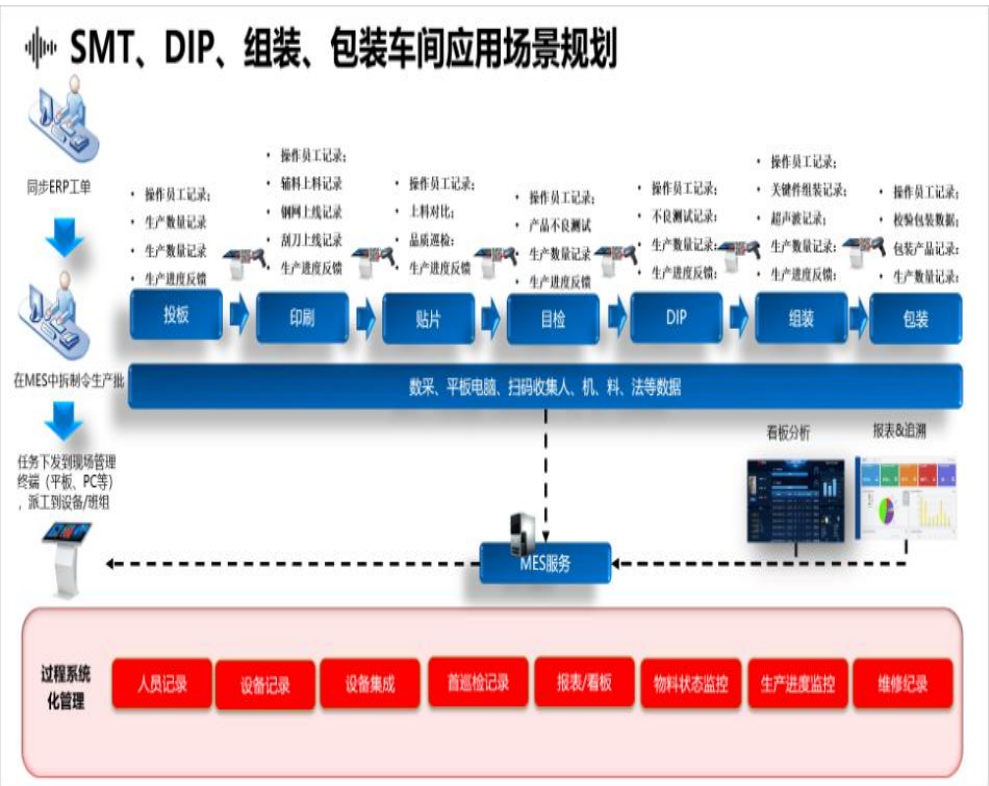 SMT、DIP、组装、包装车间应用场景规划
同步ERP工单
在MES中拆制令生产批
任务下发到现场管理
终端（平板、PC等）
，派工到设备/班组
• 操作员工记录;
• 生产数量记录
• 生产数量记录
• 生产进度反馈
• 操作员工记录;
• 辅料上料记录
• 钢网上线记录
• 刮刀上线记录
• 生产进度反馈
• 操作员工记录;
• 上料对比;
• 品质巡检;
• 生产进度反馈
• 操作员工记录;
• 产品不良测试
• 生产数量记录
• 生产进度反馈
• 操作员工记录;
• 不良测试记录;
• 生产数量记录;
• 生产进度反馈;
• 操作员工记录;
• 关键件组装记录;
• 超声波记录;
• 生产数量记录;
• 生产进度反馈;
• 操作员工记录;
• 校验包装数据;
• 包装产品记录;
• 生产数量记录;
投板
印刷
贴片
目检
DIP
组装
包装
数采、平板电脑、扫码收集人、机、料、法等数据
看板分析
报表&追溯
MES服务
过程系统
化管理
人员记录
设备记录
设备集成
首巡检记录
报表/看板
物料状态监控
生产进度监控
维修纪录